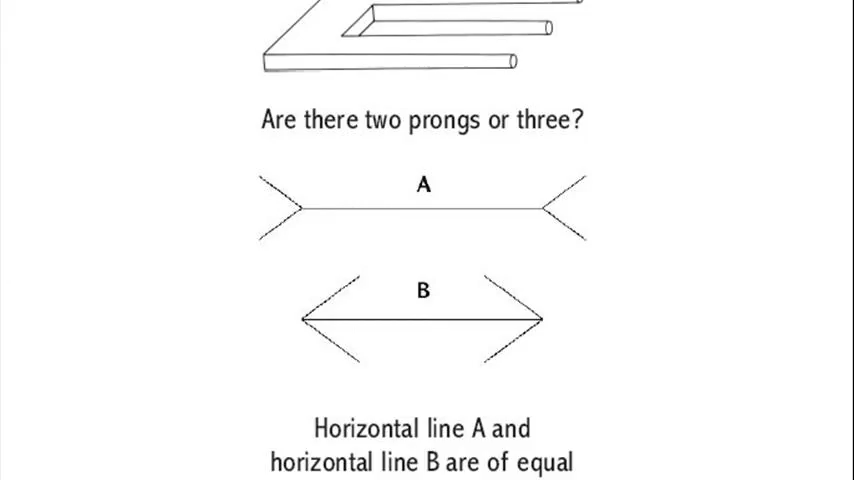 Are there two prongs or three?
A
B
Horizontal line A and
horizontal line B are of equal